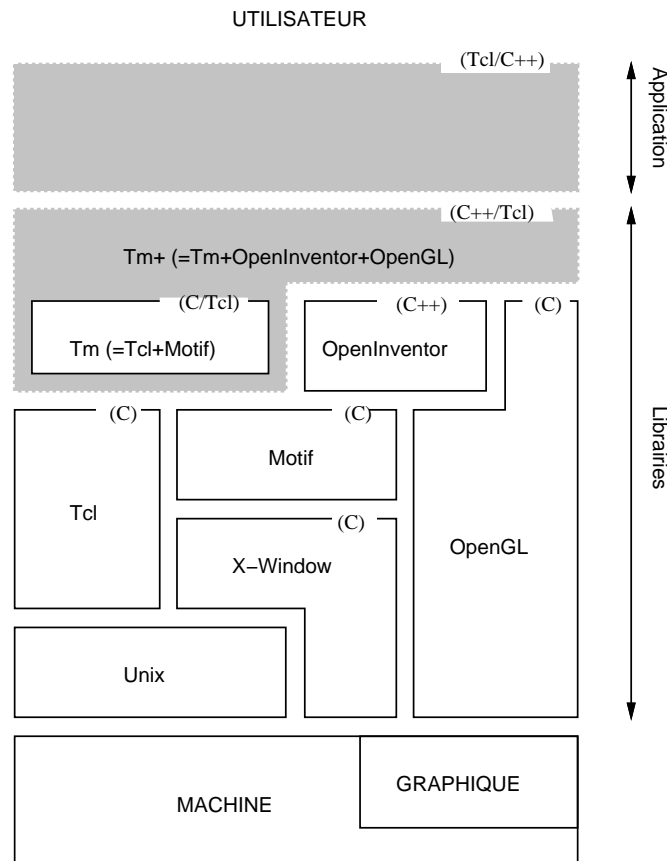 UTILISATEUR
(Tcl/C++)
Application
(C++/Tcl)
Tm+ (=Tm+OpenInventor+OpenGL)
(C/Tcl)
(C++)
(C)
Tm (=Tcl+Motif)
OpenInventor
Librairies
(C)
(C)
Motif
Tcl
(C)
X−Window
OpenGL
Unix
GRAPHIQUE
MACHINE